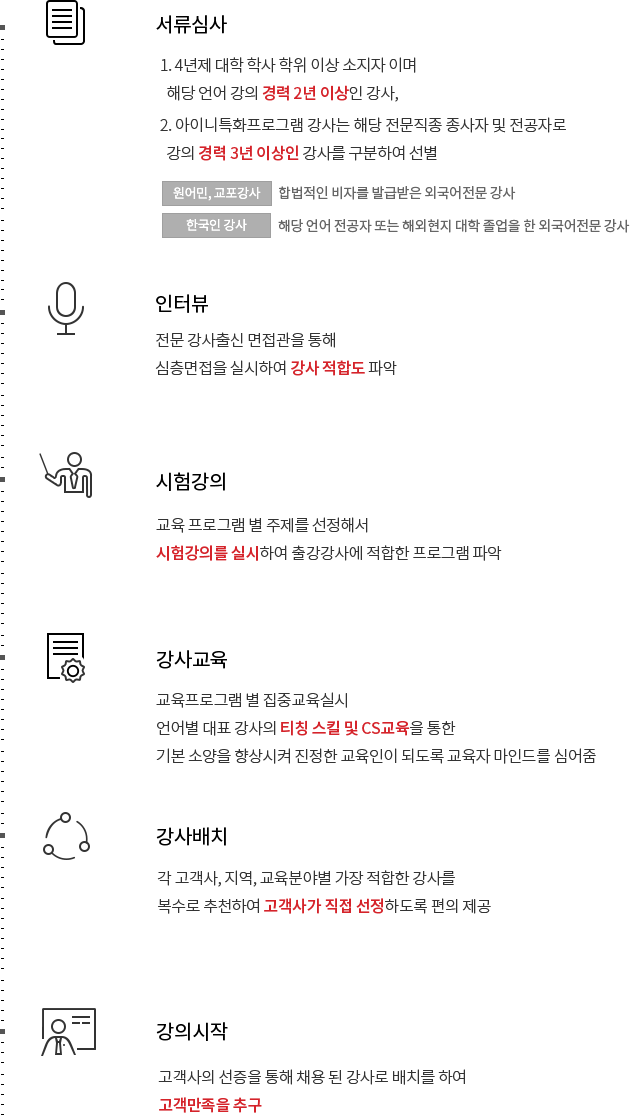 서류심사
1. 4년제 대학 학사 학위 이상 소지자 이며
해당 언어 강의 경력 2년 이상인 강사,
2. 아이니특화프로그램 강사는 해당 전문직종 종사자 및 전공자로
강의 경력 3년 이상인 강사를 구분하여 선별
원어민, 교포강사 합법적인 비자를 발급받은 외국어전문 강사
한국인 강사 해당 언어 전공자 또는 해외현지 대학 졸업을 한 외국어전문 강사
인터뷰
전문 강사출신 면접관을 통해
심층면접을 실시하여 강사 적합도 파악
시험강의
교육 프로그램 별 주제를 선정해서
시험강의를 실시하여 출강강사에 적합한 프로그램 파악
강사교육
교육프로그램 별 집중교육실시
언어별 대표 강사의 티칭 스킬 및 CS교육을 통한
기본 소양을 향상시켜 진정한 교육인이 되도록 교육자 마인드를 심어줌
강사배치
각 고객사, 지역, 교육분야별 가장 적합한 강사를
복수로 추천하여 고객사가 직접 선정하도록 편의 제공
강의시작
고객사의 선증을 통해 채용 된 강사로 배치를 하여
고객만족을 추구